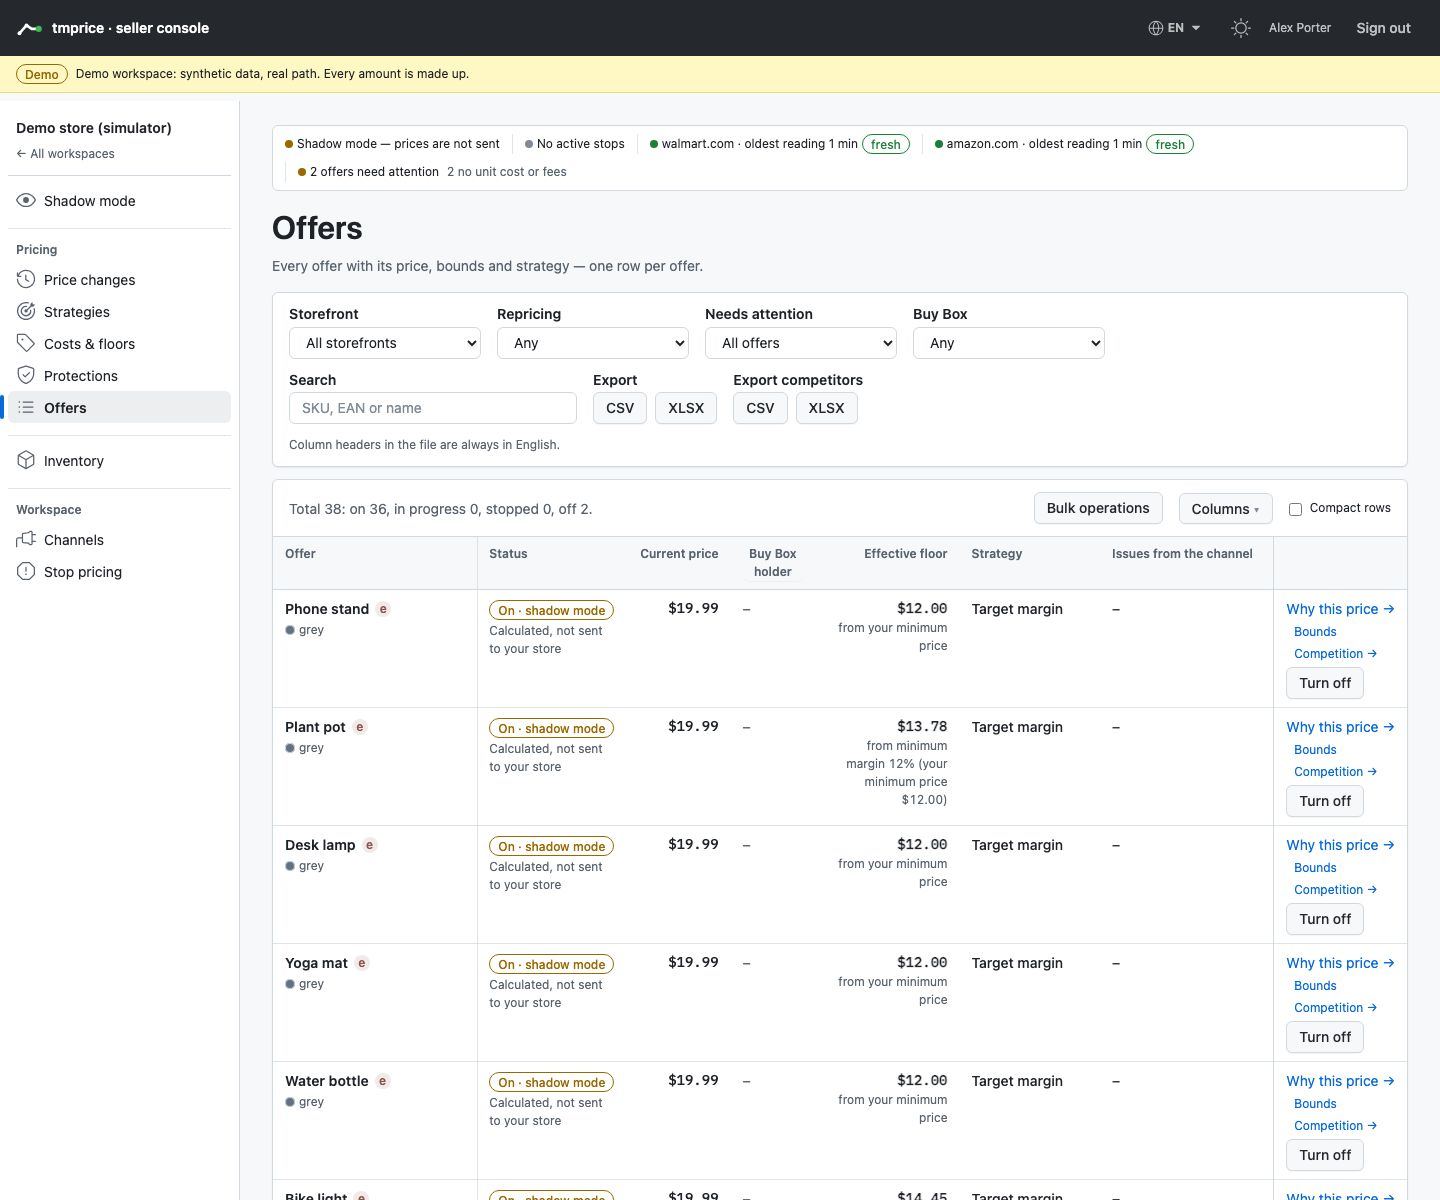 tmprice · seller console
EN
Alex Porter
Sign out
Demo
Demo workspace: synthetic data, real path. Every amount is made up.
Demo store (simulator)
← All workspaces
Shadow mode
Pricing
Price changes
Strategies
Costs & floors
Protections
Offers
Inventory
Workspace
Channels
Stop pricing
Shadow mode — prices are not sent
No active stops
walmart.com · oldest reading 1 min fresh
amazon.com · oldest reading 1 min fresh
2 offers need attention 2 no unit cost or fees
Offers
Every offer with its price, bounds and strategy — one row per offer.
Storefront Repricing Needs attention Buy Box
All storefronts Any All offers Any
Search Export Export competitors
SKU, EAN or name CSV XLSX CSV XLSX
Column headers in the file are always in English.
Total 38: on 36, in progress 0, stopped 0, off 2.
Bulk operations Columns ▾ Compact rows
Offer Status Current price Buy Box holder Effective floor Strategy Issues from the channel
Phone stand e
grey
On · shadow mode
Calculated, not sent
to your store
$19.99
–
$12.00
from your minimum
price
Target margin
–
Why this price →
Bounds
Competition →
Turn off
Plant pot e
grey
On · shadow mode
Calculated, not sent
to your store
$19.99
–
$13.78
from minimum
margin 12% (your
minimum price
$12.00)
Target margin
–
Why this price →
Bounds
Competition →
Turn off
Desk lamp e
grey
On · shadow mode
Calculated, not sent
to your store
$19.99
–
$12.00
from your minimum
price
Target margin
–
Why this price →
Bounds
Competition →
Turn off
Yoga mat e
grey
On · shadow mode
Calculated, not sent
to your store
$19.99
–
$12.00
from your minimum
price
Target margin
–
Why this price →
Bounds
Competition →
Turn off
Water bottle e
grey
On · shadow mode
Calculated, not sent
to your store
$19.99
–
$12.00
from your minimum
price
Target margin
–
Why this price →
Bounds
Competition →
Turn off
Bike light e
On · shadow mode
$19.99
–
$14.45
Target margin
–
Why this price →